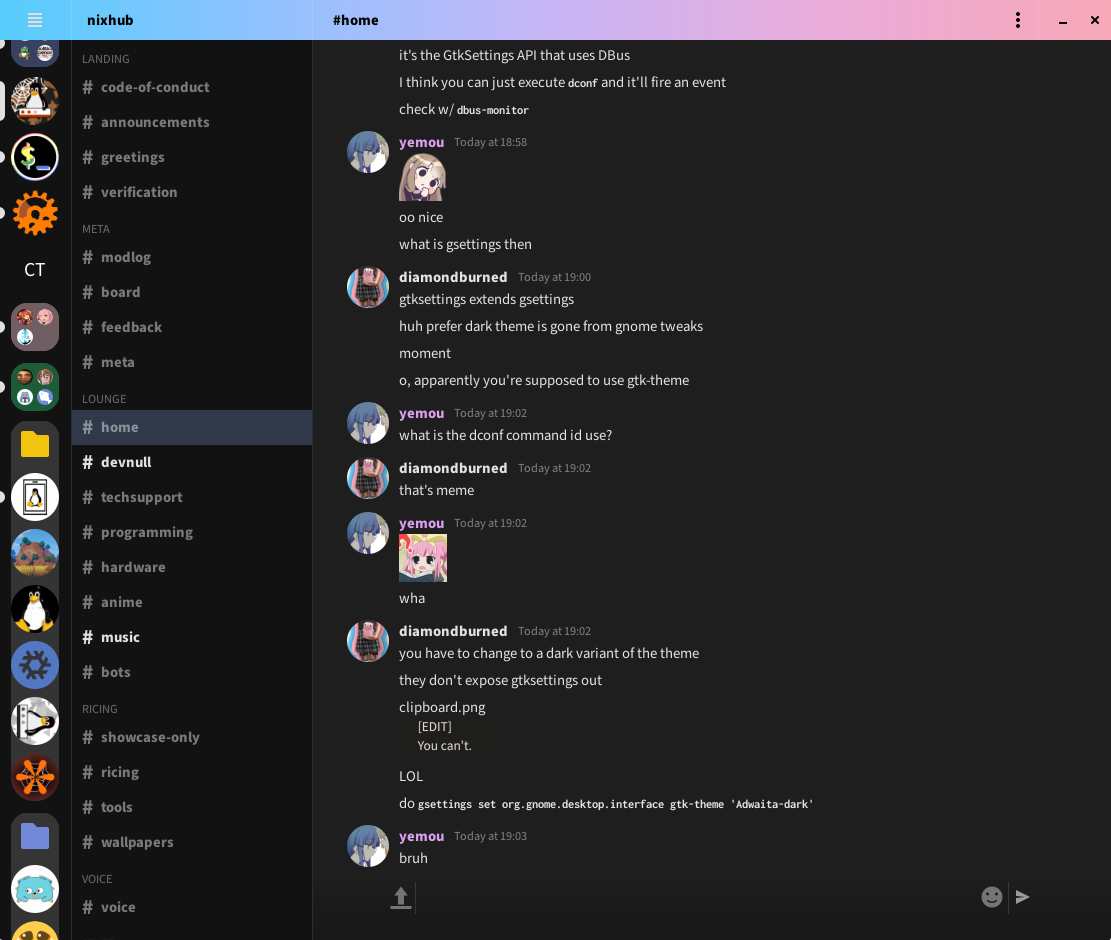 nixhub
#home
LANDING
# code-of-conduct
# announcements
# greetings
# verification
META
# modlog
# board
# feedback
# meta
LOUNGE
# home
# devnull
# techsupport
# programming
# hardware
# anime
# music
# bots
RICING
# showcase-only
# ricing
# tools
# wallpapers
VOICE
# voice
CT
it's the GtkSettings API that uses DBus
I think you can just execute dconf and it'll fire an event
check w/ dbus-monitor
yemou Today at 18:58
oo nice
what is gsettings then
diamondburned Today at 19:00
gtksettings extends gsettings
huh prefer dark theme is gone from gnome tweaks
moment
o, apparently you're supposed to use gtk-theme
yemou Today at 19:02
what is the dconf command id use?
diamondburned Today at 19:02
that's meme
yemou Today at 19:02
wha
diamondburned Today at 19:02
you have to change to a dark variant of the theme
they don't expose gtksettings out
clipboard.png
[EDIT]
You can't.
LOL
do gsettings set org.gnome.desktop.interface gtk-theme 'Adwaita-dark'
yemou Today at 19:03
bruh